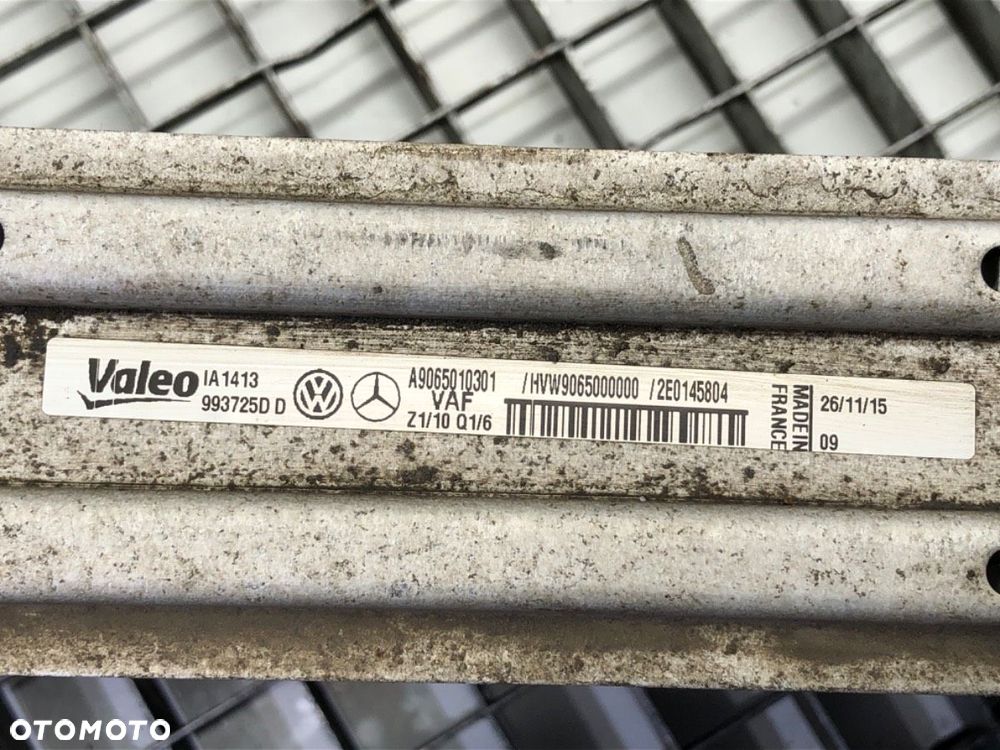 Valeo IA1413
993725D D
A9065010301 /HVW9065000000 /2E0145804
VAF
Z1/10 Q1/6
MADE IN
FRANCE
26/11/15
09
OTOMOTO